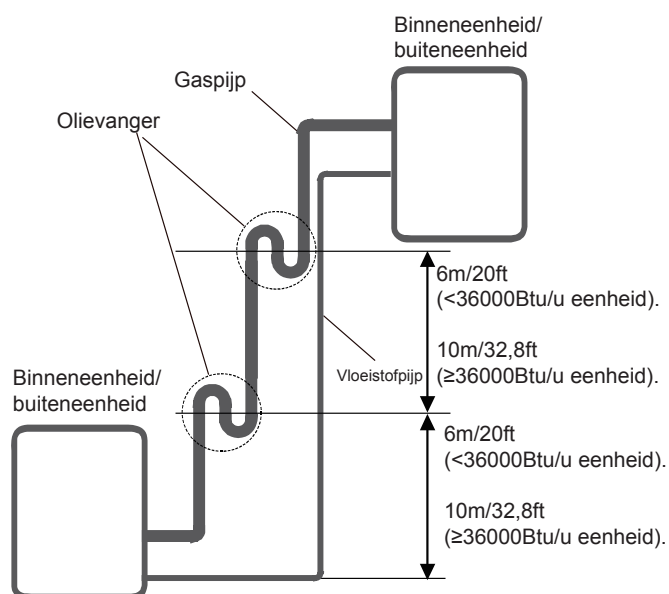 Binneneenheid/
buiteneenheid
Gaspijp
Olievanger
6m/20ft
(<36000Btu/u eenheid).
10m/32,8ft
(≥36000Btu/u eenheid).
Vloeistofpijp
Binneneenheid/
buiteneenheid
6m/20ft
(<36000Btu/u eenheid).
10m/32,8ft
(≥36000Btu/u eenheid).